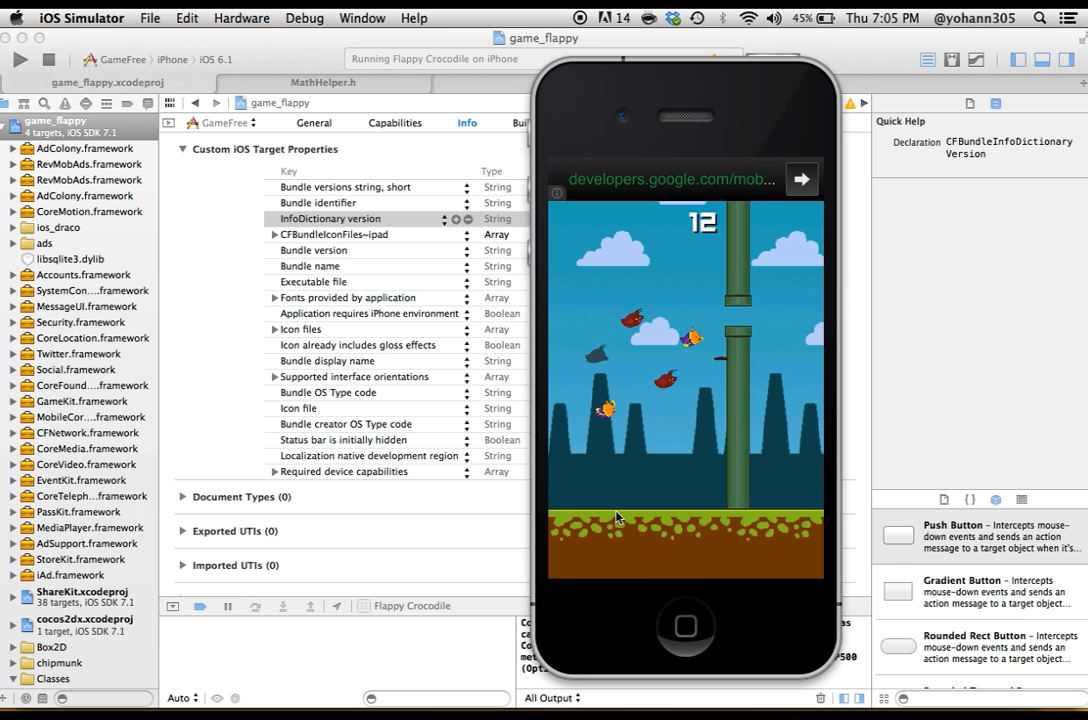 iOS Simulator File Edit Hardware Debug Window Help 14 45% Thu 7:05 PM @yohann305
game_flappy
GameFree iPhone iOS 6.1 Running Flappy Crocodile on iPhone
game_flappy.xcodeproj MathHelper.h
game_flappy
game_flappy
4 targets, iOS SDK 7.1
AdColony.framework
RevMobAds.framework
RevMobAds.framework
AdColony.framework
CoreMotion.framework
ios_draco
ads
libsqlite3.dylib
Accounts.framework
SystemCon...framework
MessageUI.framework
Security.framework
CoreLocation.framework
Twitter.framework
Social.framework
CoreFound....framework
GameKit.framework
MobileCor...framework
CFNetwork.framework
CoreMedia.framework
CoreVideo.framework
EventKit.framework
CoreTeleph...framework
PassKit.framework
MediaPlayer.framework
AdSupport.framework
StoreKit.framework
iAd.framework
ShareKit.xcodeproj
38 targets, iOS SDK 7.1
cocos2dx.xcodeproj
1 target, iOS SDK 7.1
Box2D
chipmunk
Classes
GameFree General Capabilities Info Bui
Custom iOS Target Properties
Key Type
Bundle versions string, short String
Bundle identifier String
InfoDictionary version String
CFBundleIconFiles~ipad Array
Bundle version String
Bundle name String
Executable file String
Fonts provided by application Array
Application requires iPhone environment Boolean
Icon files Array
Icon already includes gloss effects Boolean
Bundle display name String
Supported interface orientations Array
Bundle OS Type code String
Icon file String
Bundle creator OS Type code String
Status bar is initially hidden Boolean
Localization native development region String
Required device capabilities Array
Document Types (0)
Exported UTIs (0)
Imported UTIs (0)
Flappy Crocodile
Auto All Output
developers.google.com/mob...
12
Quick Help
Declaration CFBundleInfoDictionary
Version
{}
Push Button – Intercepts mouse-
down events and sends an action
message to a target object when it's...
Gradient Button – Intercepts
mouse-down events and sends an
action message to a target object...
Rounded Rect Button – Intercepts
mouse-down events and sends an
action message to a target object...